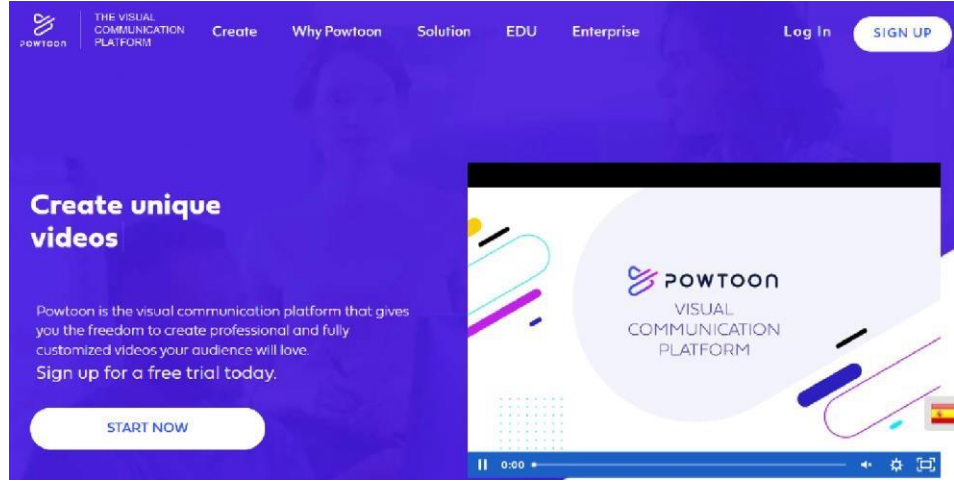 THE VISUAL
COMMUNICATION
PLATFORM
POWTOON
Create
Why Powtoon
Solution
EDU
Enterprise
Log In
SIGN UP
Create unique
videos
Powtoon is the visual communication platform that gives
you the freedom to create professional and fully
customized videos your audience will love.
Sign up for a free trial today.
START NOW
POWTOON
VISUAL
COMMUNICATION
PLATFORM
0:00